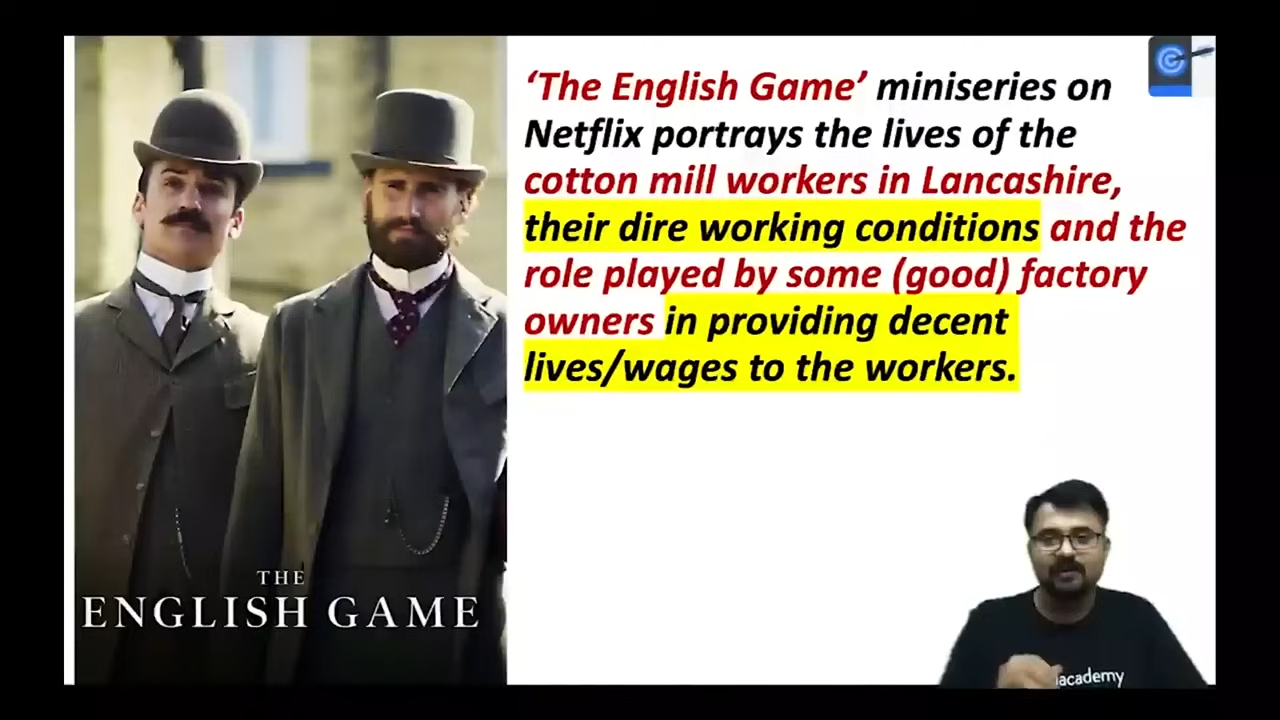 ‘The English Game’ miniseries on
Netflix portrays the lives of the
cotton mill workers in Lancashire,
their dire working conditions and the
role played by some (good) factory
owners in providing decent
lives/wages to the workers.
THE
ENGLISH GAME
academy